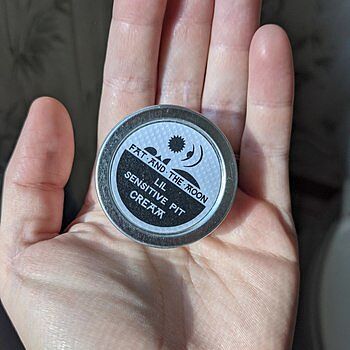 FAT AND THE MOON
LIL
SENSITIVE PIT
CREAM